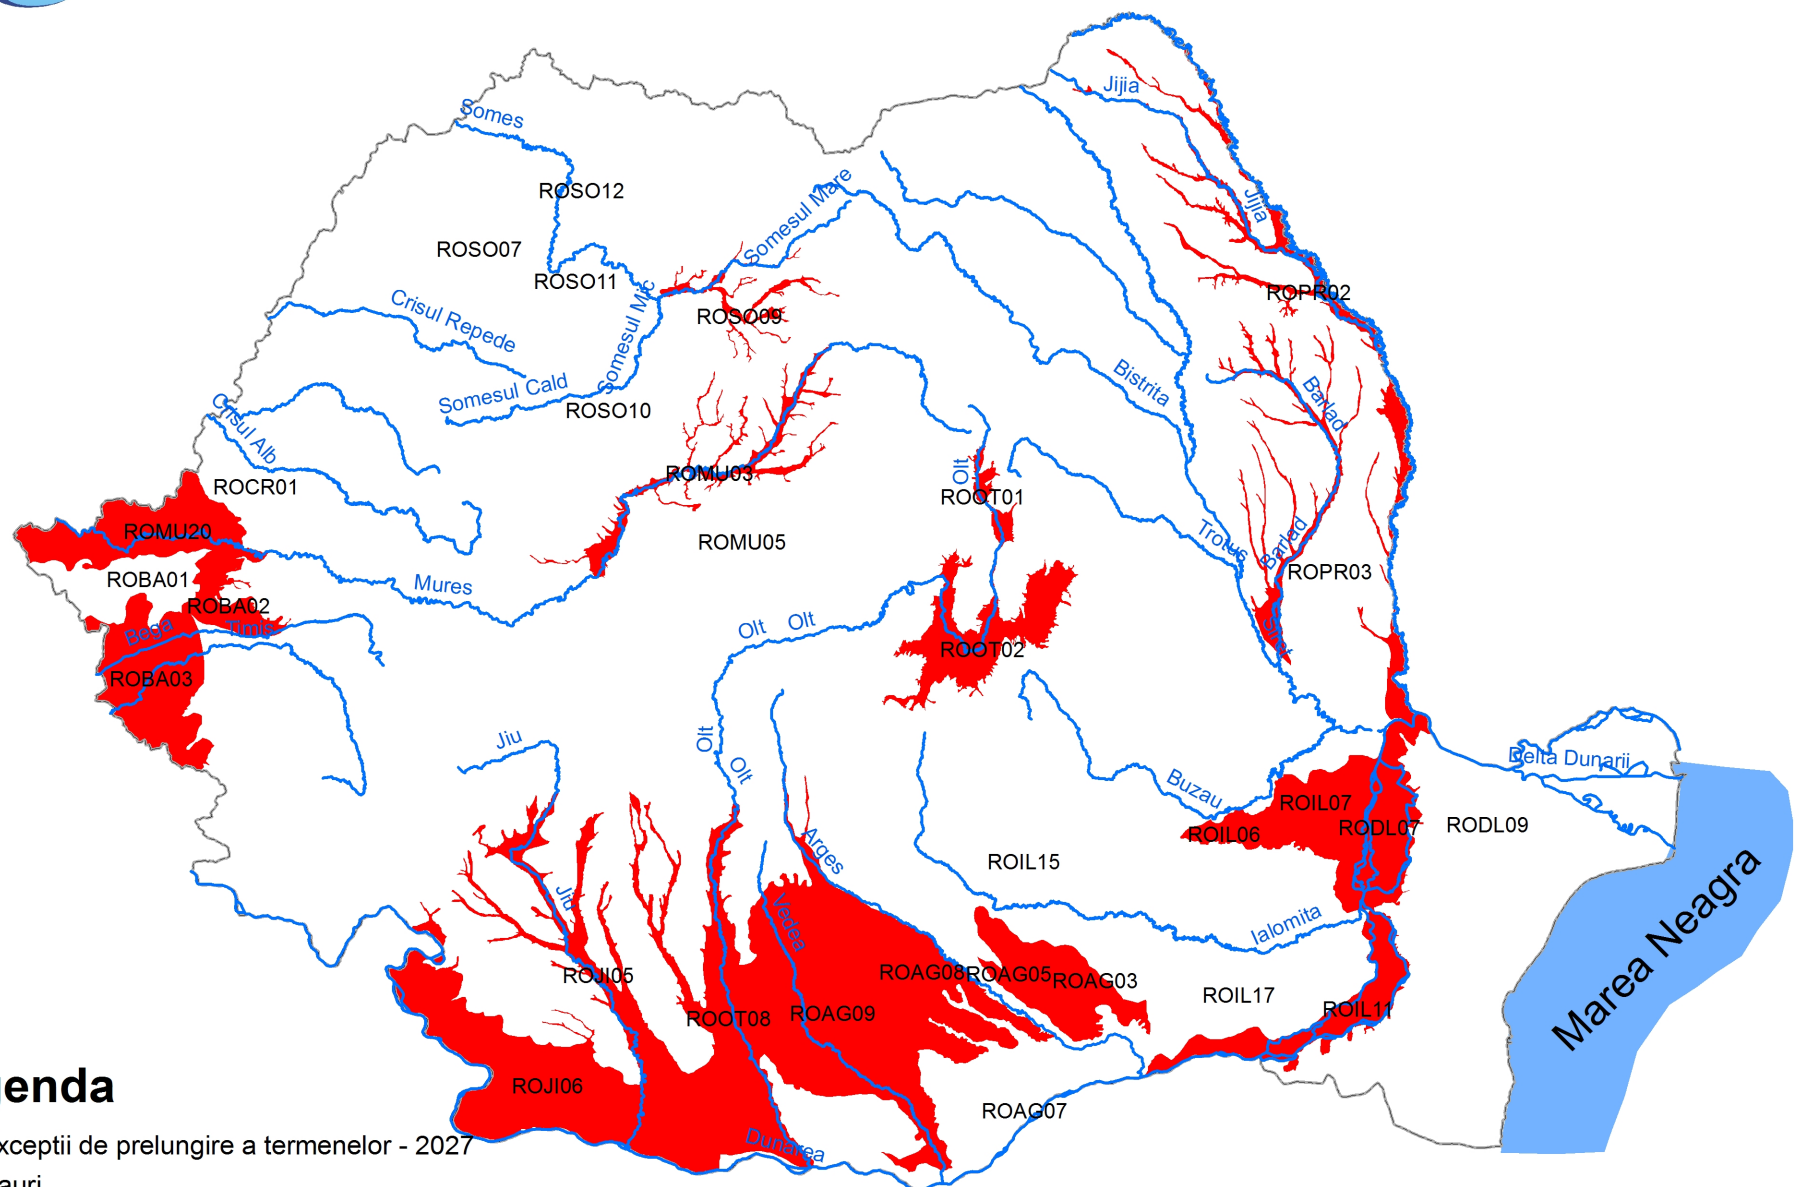 Jijia
Somes
ROSO12
Somesul Mare
Jijia
ROSO07
ROSO11
ROPR02
Crisul Repede
Somesul Mic
ROSO09
Somesul Cald
ROSO10
Bistrita
Barlad
Crisul Alb
ROMU03
Olt
ROCR01
ROOT01
ROMU20
ROMU05
Trotus
Barlad
ROBA01
Mures
ROPR03
ROBA02
Bega
Timis
Olt
Olt
ROOT02
Siret
ROBA03
Jiu
Olt
Olt
Delta Dunarii
Buzau
ROIL07
ROIL06
RODL07
RODL09
Arges
ROIL15
Jiu
Vedea
Ialomita
Marea Neagra
ROJI05
ROAG08
ROAG05
ROAG03
ROIL17
ROIL11
ROOT08
ROAG09
ROJI06
ROAG07
Dunarea
genda
xceptii de prelungire a termenelor - 2027
auri